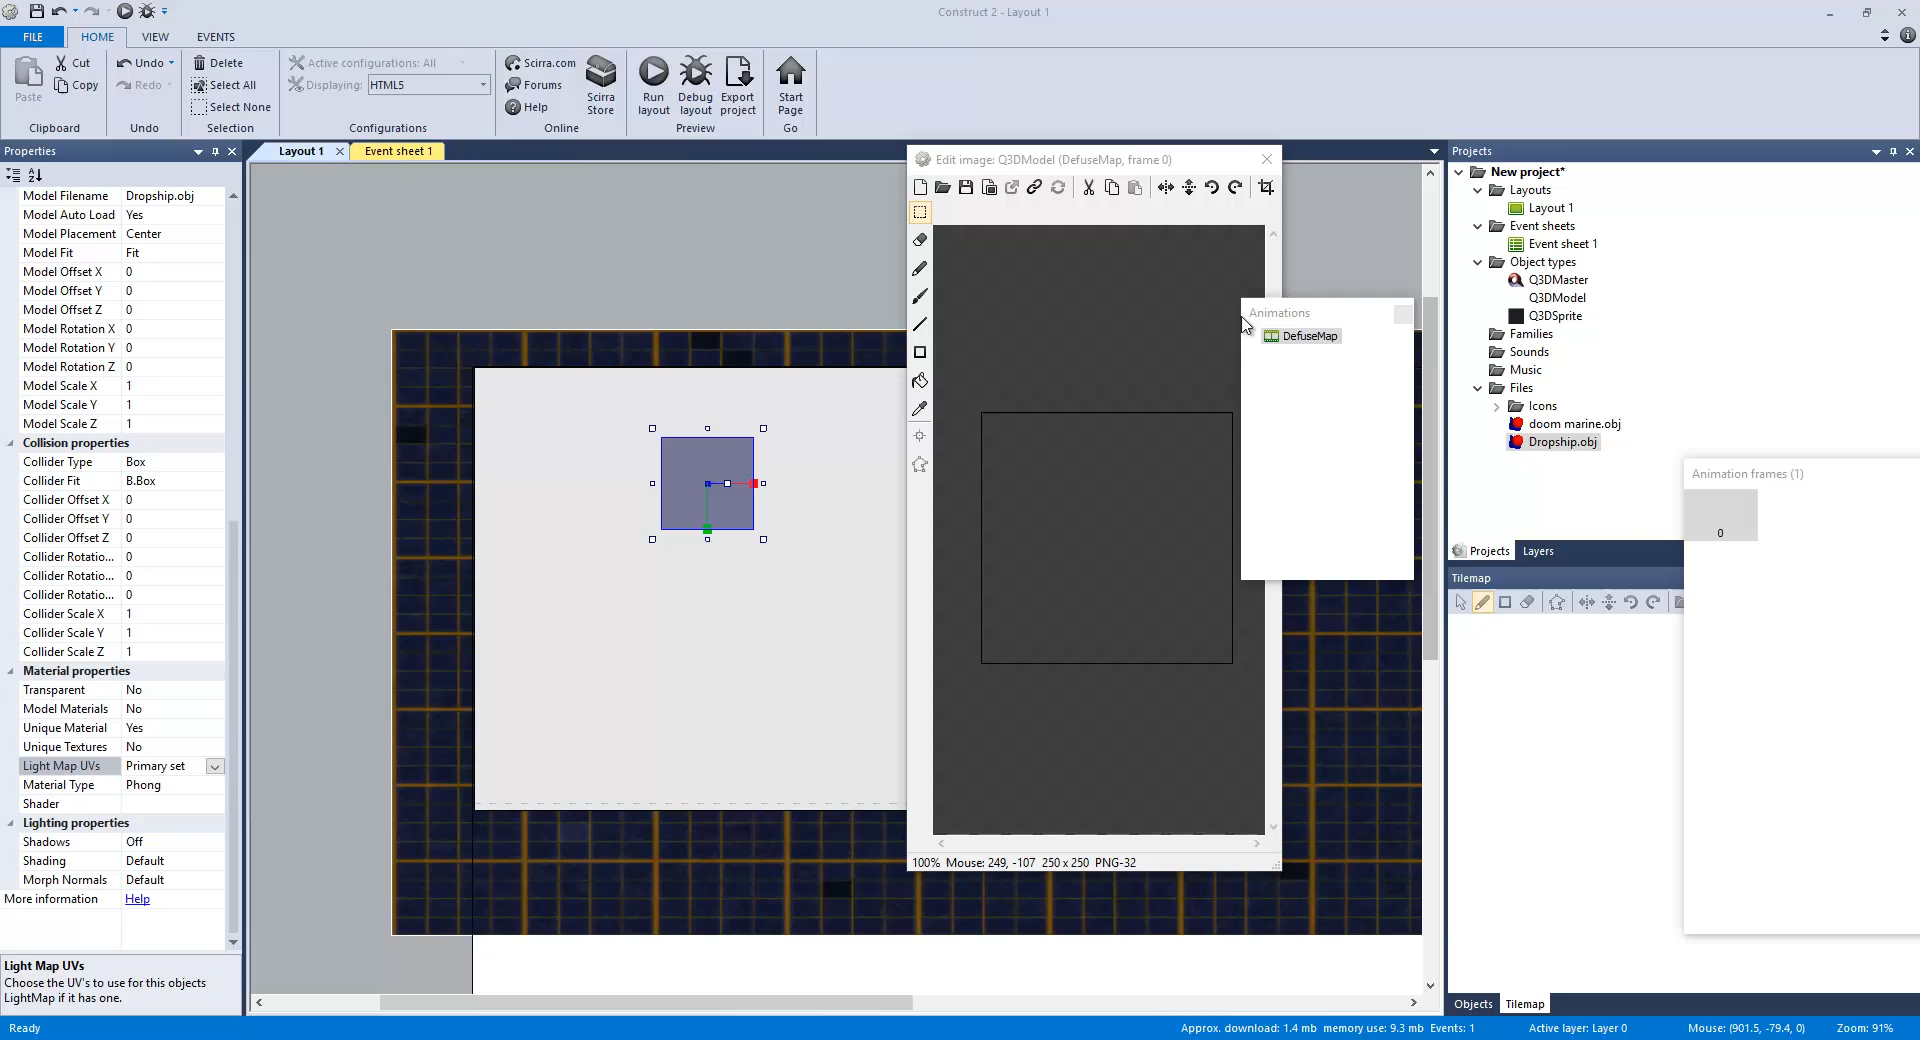 Construct 2 - Layout 1
FILE
HOME
VIEW
EVENTS
Paste
Cut
Copy
Clipboard
Undo
Redo
Undo
Delete
Select All
Select None
Selection
Active configurations: All
Displaying: HTML5
Configurations
Scirra.com
Forums
Help
Scirra Store
Online
Run layout
Debug layout
Export project
Preview
Start Page
Go
Properties
Model Filename Dropship.obj
Model Auto Load Yes
Model Placement Center
Model Fit Fit
Model Offset X 0
Model Offset Y 0
Model Offset Z 0
Model Rotation X 0
Model Rotation Y 0
Model Rotation Z 0
Model Scale X 1
Model Scale Y 1
Model Scale Z 1
Collision properties
Collider Type Box
Collider Fit B.Box
Collider Offset X 0
Collider Offset Y 0
Collider Offset Z 0
Collider Rotatio... 0
Collider Rotatio... 0
Collider Rotatio... 0
Collider Scale X 1
Collider Scale Y 1
Collider Scale Z 1
Material properties
Transparent No
Model Materials No
Unique Material Yes
Unique Textures No
Light Map UVs Primary set
Material Type Phong
Shader
Lighting properties
Shadows Off
Shading Default
Morph Normals Default
More information Help
Light Map UVs
Choose the UV's to use for this objects
LightMap if it has one.
Layout 1
Event sheet 1
Edit image: Q3DModel (DefuseMap, frame 0)
100% Mouse: 249, -107 250 x 250 PNG-32
Animations
DefuseMap
Projects
New project*
Layouts
Layout 1
Event sheets
Event sheet 1
Object types
Q3DMaster
Q3DModel
Q3DSprite
Families
Sounds
Music
Files
Icons
doom marine.obj
Dropship.obj
Animation frames (1)
0
Projects
Layers
Tilemap
Objects
Tilemap
Ready
Approx. download: 1.4 mb memory use: 9.3 mb Events: 1
Active layer: Layer 0
Mouse: (901.5, -79.4, 0)
Zoom: 91%